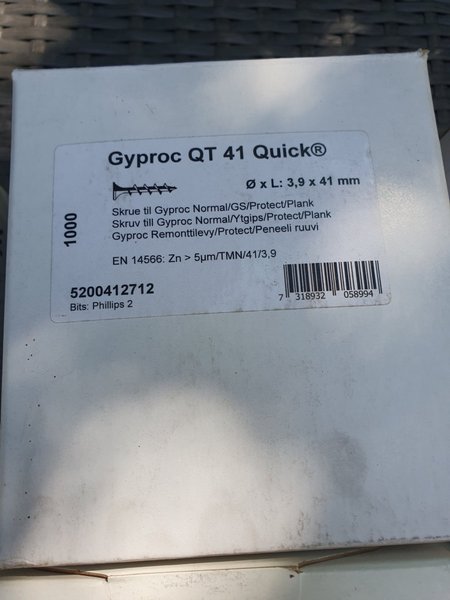 Gyproc QT 41 Quick®
Ø x L: 3,9 x 41 mm
1000
Skrue til Gyproc Normal/GS/Protect/Plank
Skruv till Gyproc Normal/Ytgips/Protect/Plank
Gyproc Remonttilevy/Protect/Peneeli ruuvi
EN 14566: Zn > 5µm/TMN/41/3,9
5200412712
Bits: Phillips 2
7 318932 058994